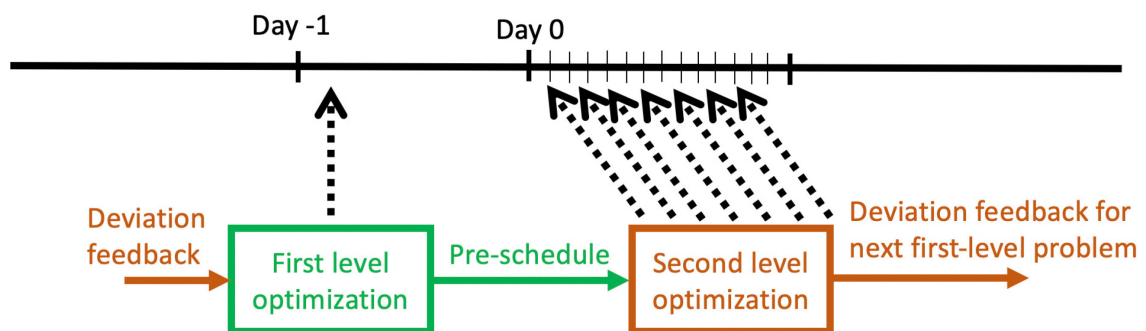 Day -1
Day 0
Deviation
feedback
First level
optimization
Pre-schedule
Second level
optimization
Deviation feedback for
next first-level problem